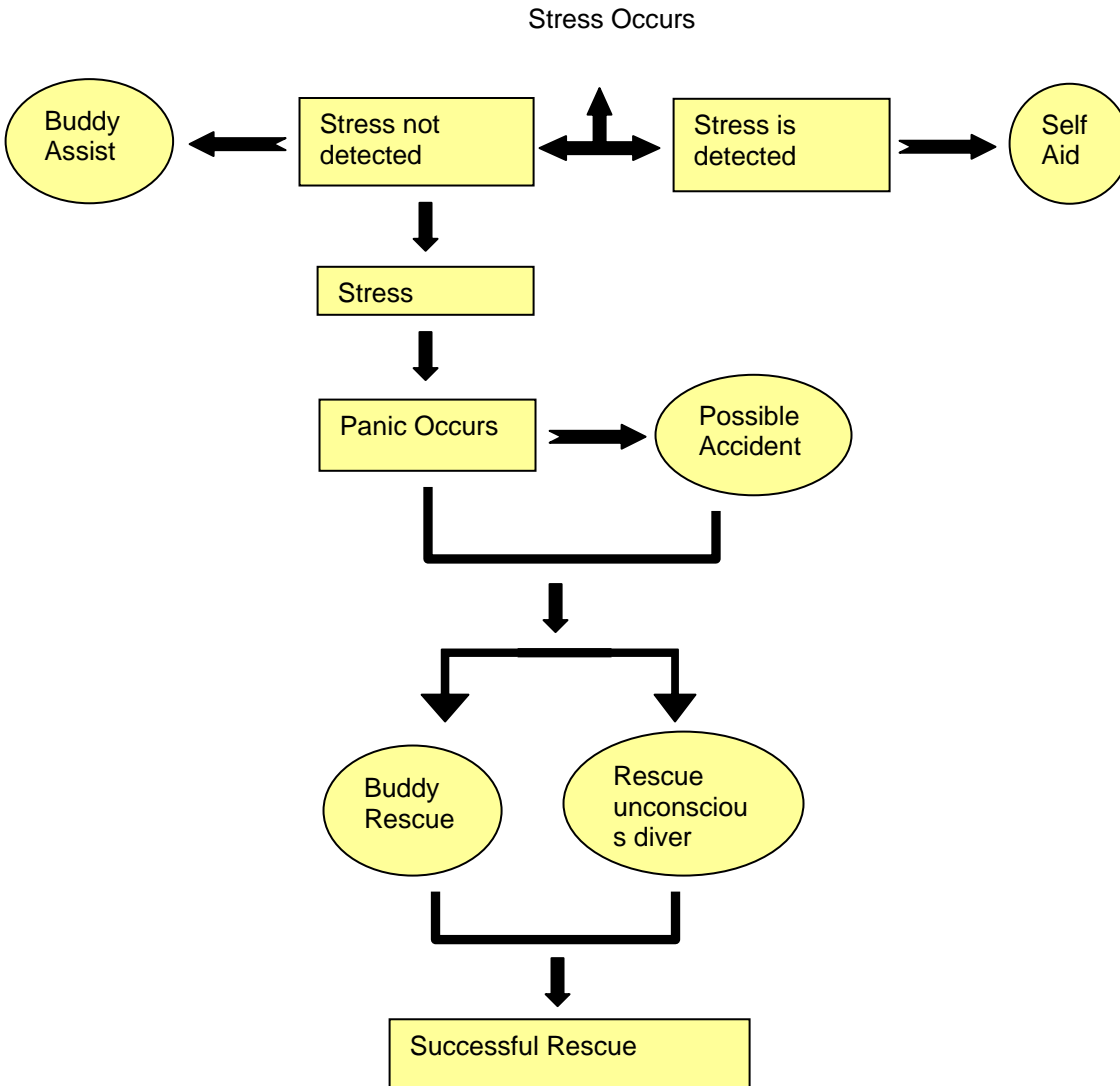 Stress Occurs
Buddy
Assist
Stress not
detected
Stress is
detected
Self
Aid
Stress
Panic Occurs
Possible
Accident
Buddy
Rescue
Rescue
unconsciou
s diver
Successful Rescue